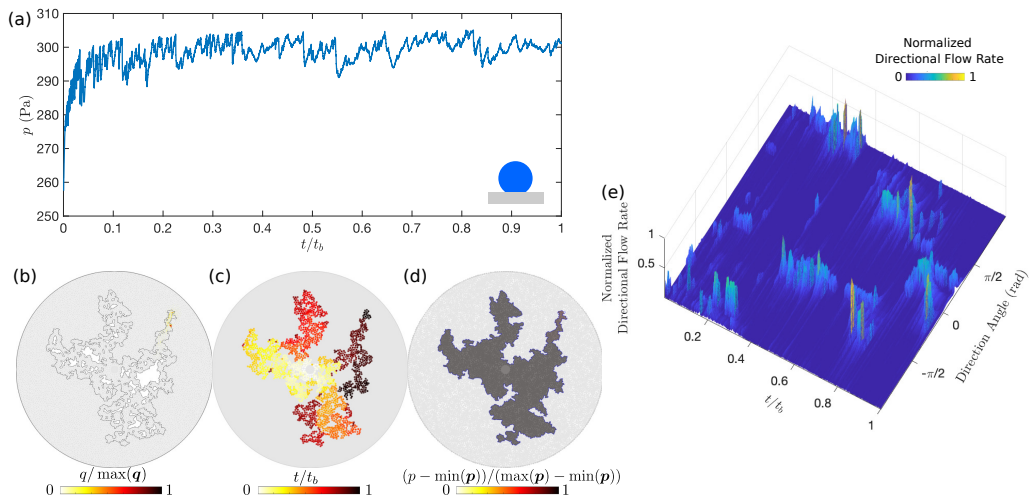 (a)
p (Pa)
310
300
290
280
270
260
250
0 0.1 0.2 0.3 0.4 0.5 0.6 0.7 0.8 0.9 1
t/t_b
(b)
q/ max(q)
0 1
(c)
t/t_b
0 1
(d)
(p − min(p))/(max(p) − min(p))
0 1
(e)
Normalized
Directional Flow Rate
0 1
Normalized
Directional Flow Rate
1
0.5
0.2
0.4
0.6
0.8
1
t/t_b
π/2
0
-π/2
Direction Angle (rad)